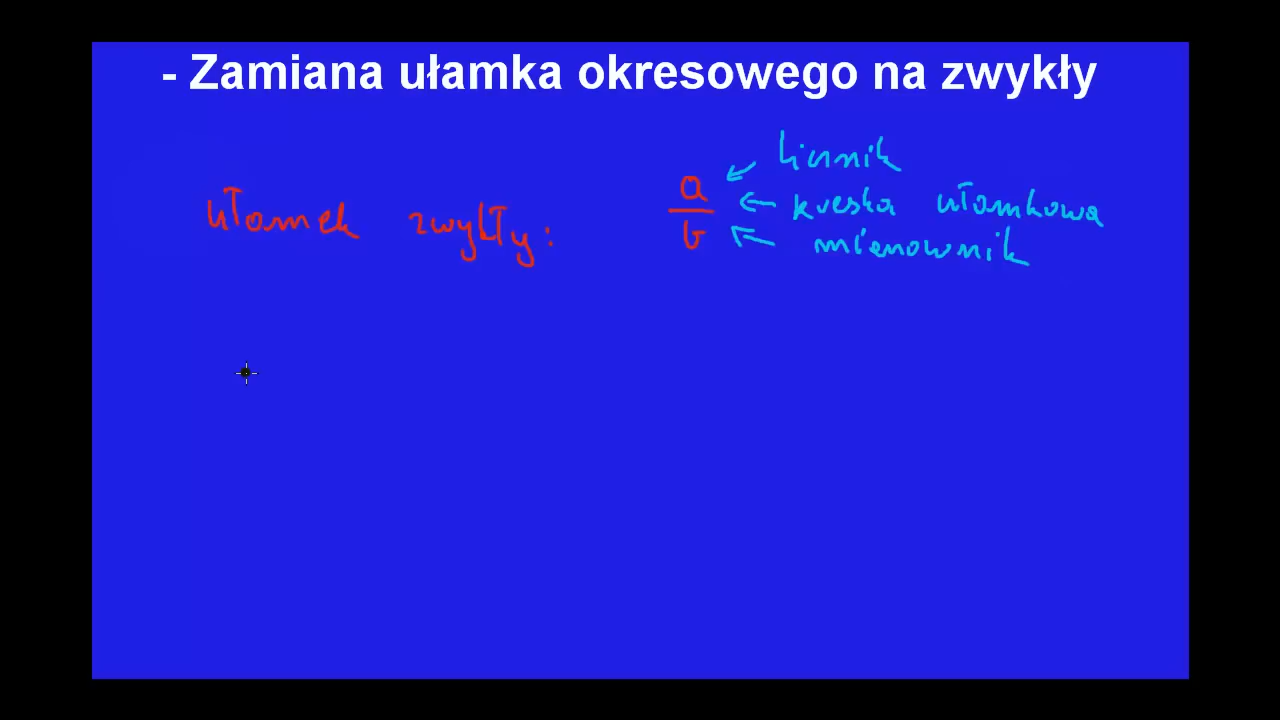 - Zamiana ułamka okresowego na zwykły
licznik
ułamek zwykły: a/b kreska ułamkowa
mianownik